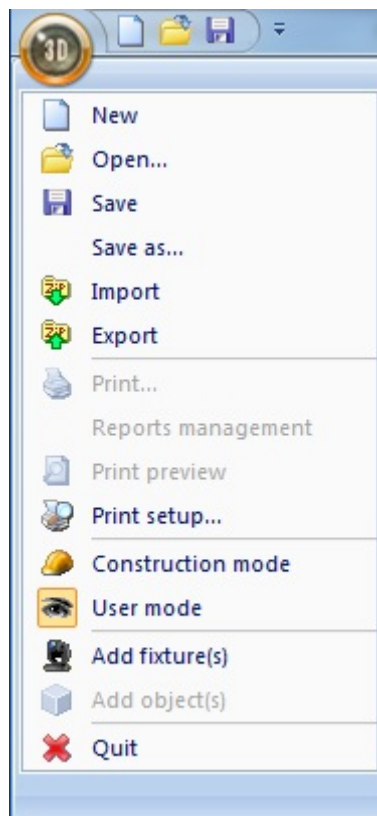 3D
New
Open...
Save
Save as...
Import
Export
Print...
Reports management
Print preview
Print setup...
Construction mode
User mode
Add fixture(s)
Add object(s)
Quit